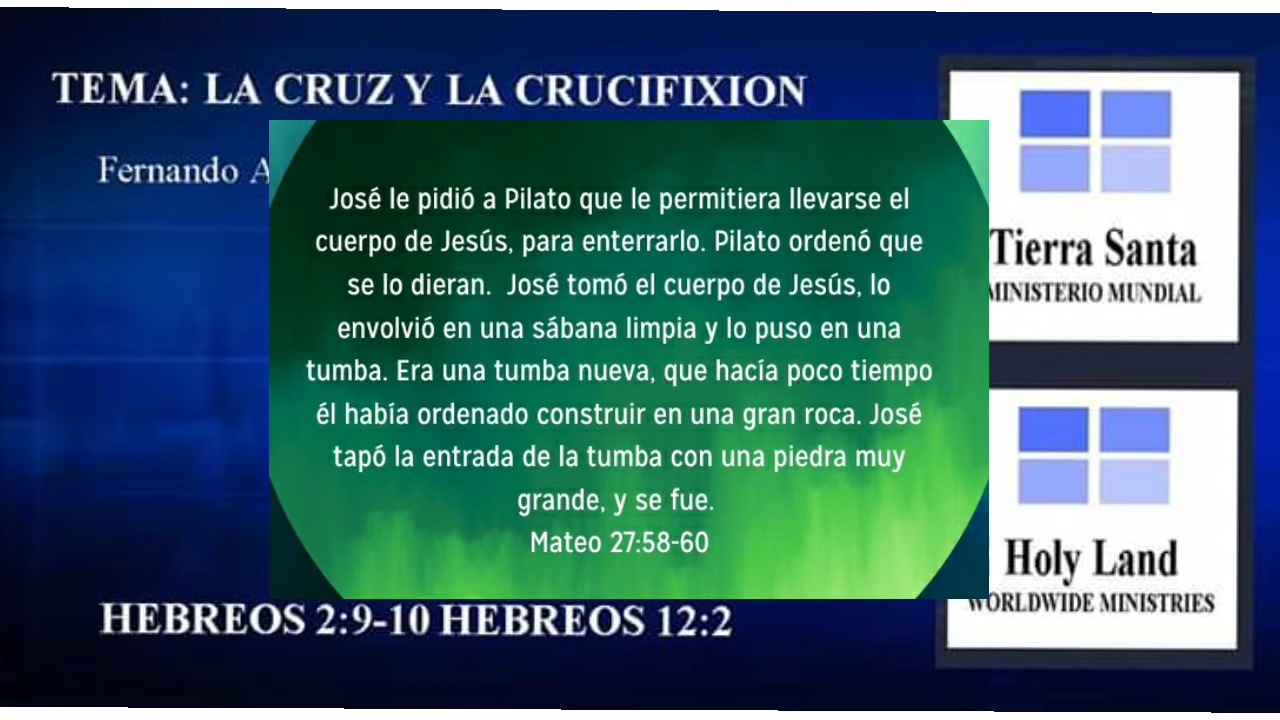 TEMA: LA CRUZ Y LA CRUCIFIXION
Fernando A
José le pidió a Pilato que le permitiera llevarse el
cuerpo de Jesús, para enterrarlo. Pilato ordenó que
se lo dieran.  José tomó el cuerpo de Jesús, lo
envolvió en una sábana limpia y lo puso en una
tumba. Era una tumba nueva, que hacía poco tiempo
él había ordenado construir en una gran roca. José
tapó la entrada de la tumba con una piedra muy
grande, y se fue.
Mateo 27:58-60
HEBREOS 2:9-10 HEBREOS 12:2
Tierra Santa
MINISTERIO MUNDIAL
Holy Land
WORLDWIDE MINISTRIES